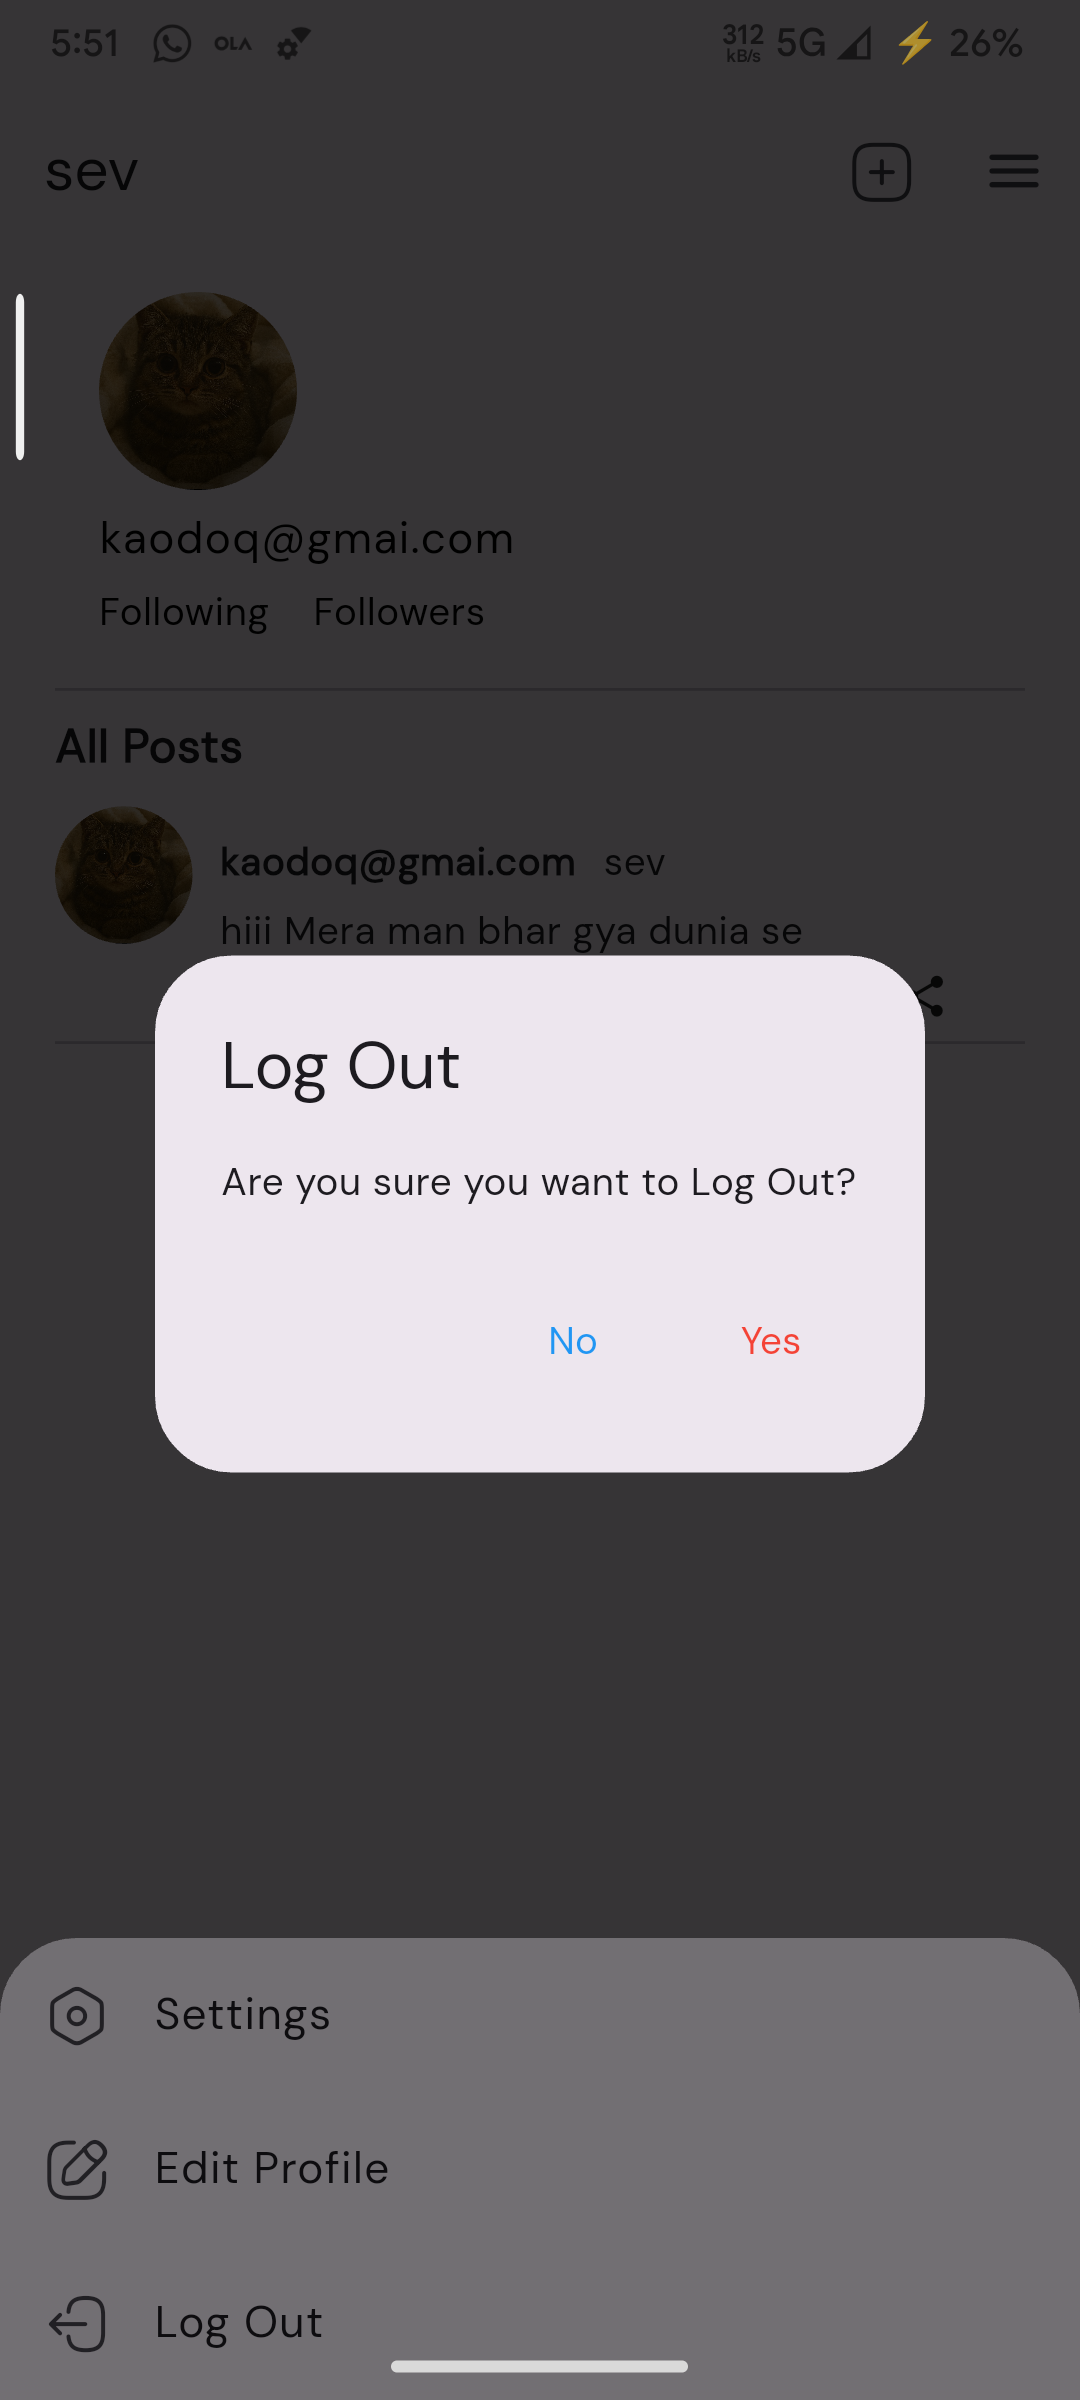 5:51 OLA 312 kB/s 5G 26%
sev
kaodoq@gmai.com
Following Followers
All Posts
kaodoq@gmai.com sev
hiii Mera man bhar gya dunia se
Log Out
Are you sure you want to Log Out?
No Yes
Settings
Edit Profile
Log Out